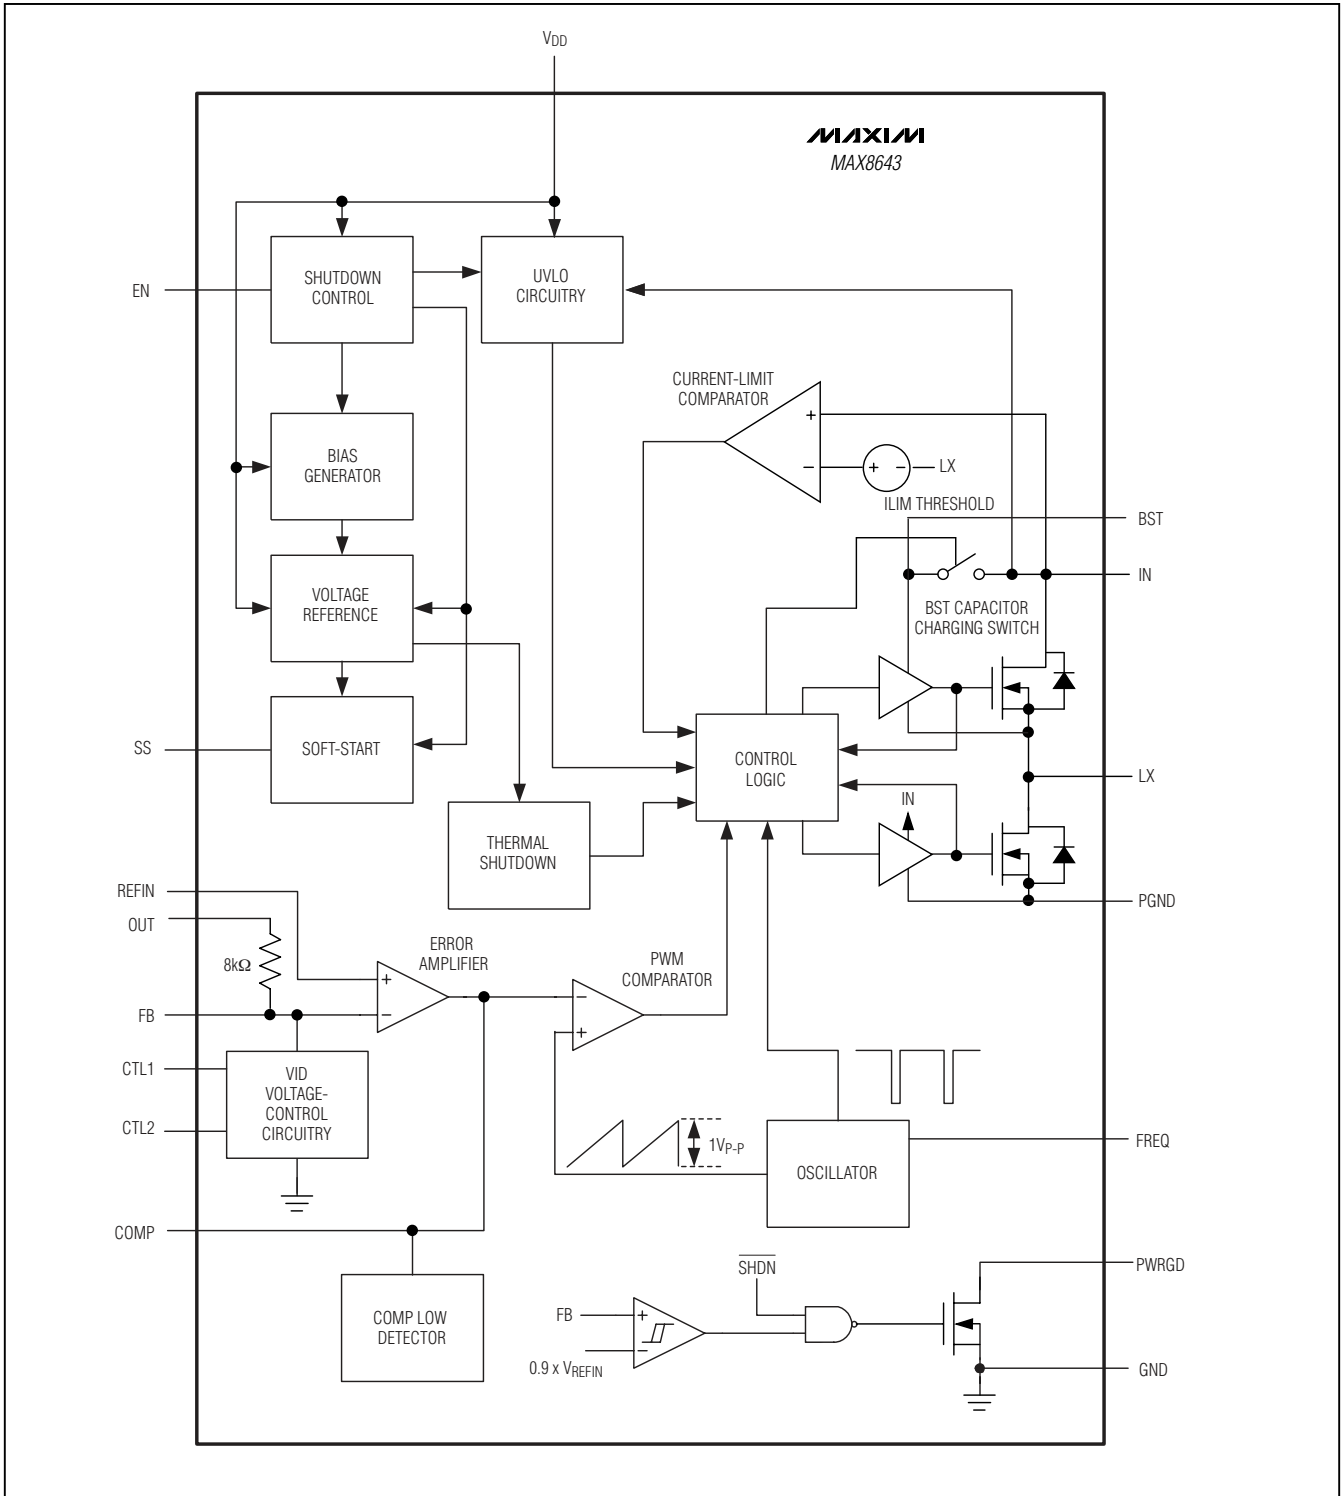 VDD
MAXIM
MAX8643
SHUTDOWN
CONTROL
UVLO
CIRCUITRY
EN
CURRENT-LIMIT
COMPARATOR
+
−
+ −
LX
ILIM THRESHOLD
BIAS
GENERATOR
BST
IN
VOLTAGE
REFERENCE
BST CAPACITOR
CHARGING SWITCH
SS
SOFT-START
CONTROL
LOGIC
LX
IN
THERMAL
SHUTDOWN
REFIN
OUT
PGND
8kΩ
ERROR
AMPLIFIER
+
−
PWM
COMPARATOR
−
+
FB
CTL1
CTL2
VID
VOLTAGE-
CONTROL
CIRCUITRY
1VP-P
OSCILLATOR
FREQ
COMP
COMP LOW
DETECTOR
SHDN
PWRGD
FB
+
−
0.9 x VREFIN
GND